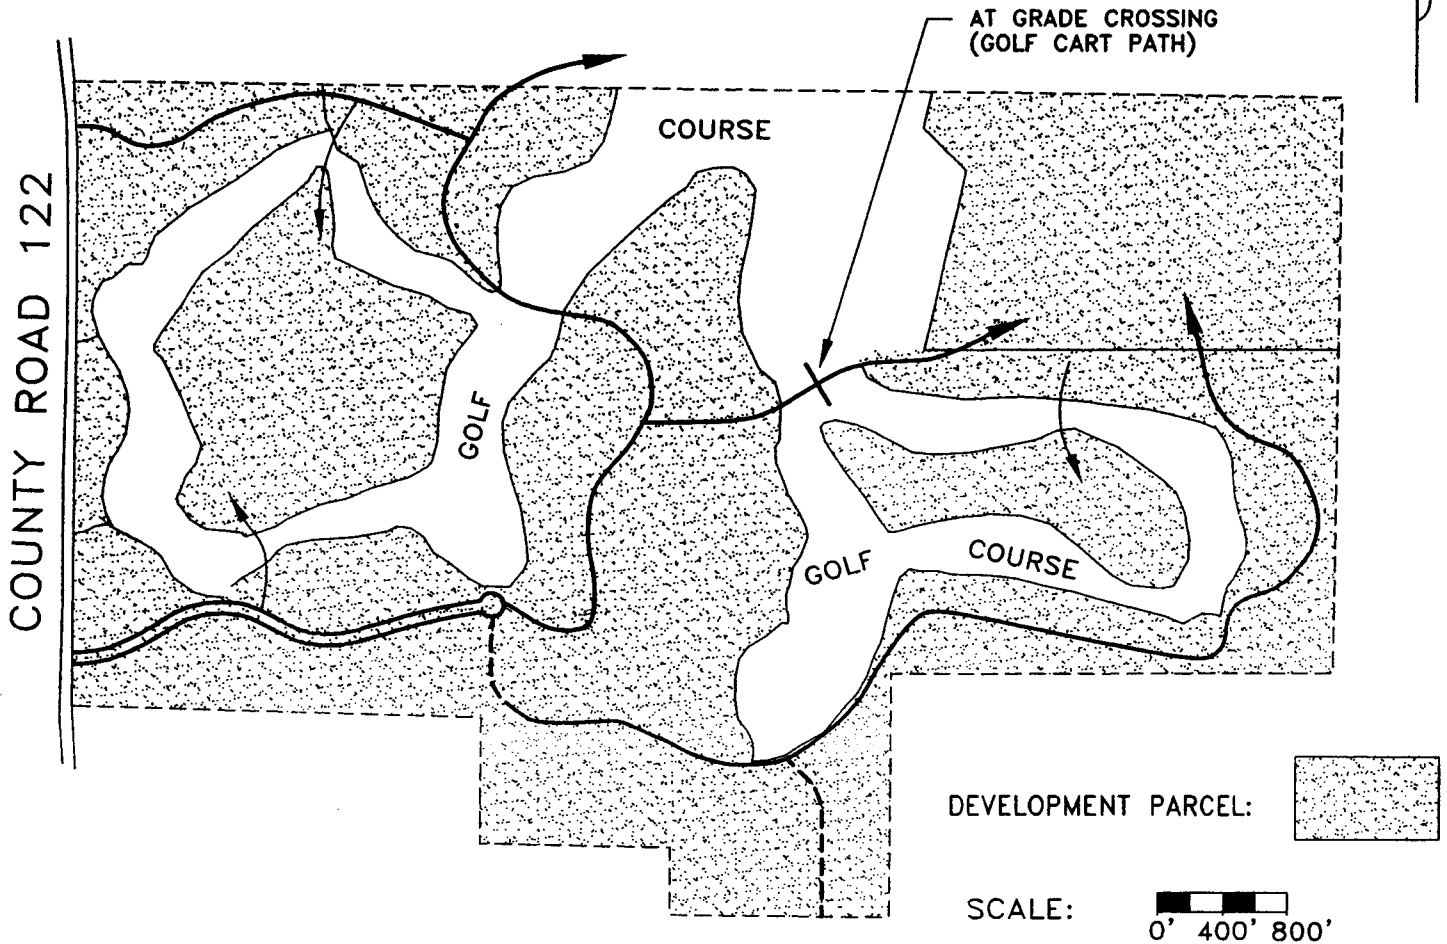 AT GRADE CROSSING
(GOLF CART PATH)
COURSE
COUNTY ROAD 122
GOLF
GOLF
COURSE
DEVELOPMENT PARCEL:
SCALE:
0' 400' 800'